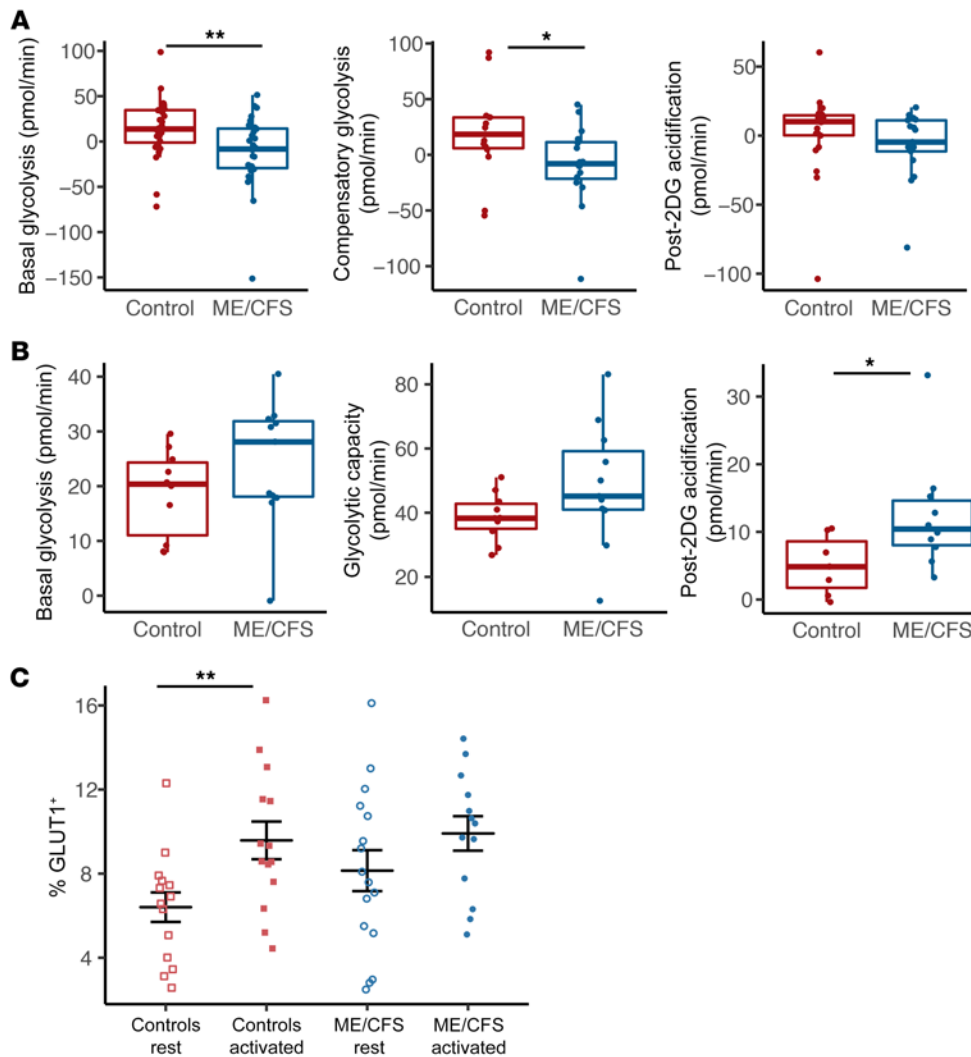 A
Basal glycolysis (pmol/min)
100
50
0
−50
−100
−150
**
Control
ME/CFS
Compensatory glycolysis
(pmol/min)
100
50
0
−50
−100
*
Control
ME/CFS
Post-2DG acidification
(pmol/min)
50
0
−100
Control
ME/CFS
B
Basal glycolysis (pmol/min)
40
30
20
10
0
Control
ME/CFS
Glycolytic capacity
(pmol/min)
80
60
40
20
Control
ME/CFS
Post-2DG acidification
(pmol/min)
30
20
10
0
*
Control
ME/CFS
C
% GLUT1+
16
12
8
4
**
Controls
rest
Controls
activated
ME/CFS
rest
ME/CFS
activated